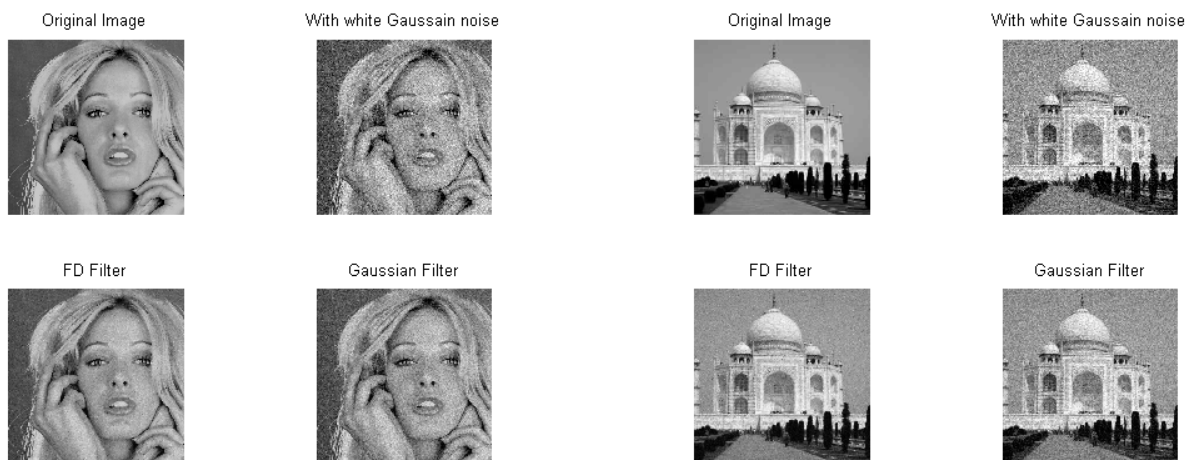 Original Image
With white Gaussain noise
Original Image
With white Gaussain noise
FD Filter
Gaussian Filter
FD Filter
Gaussian Filter